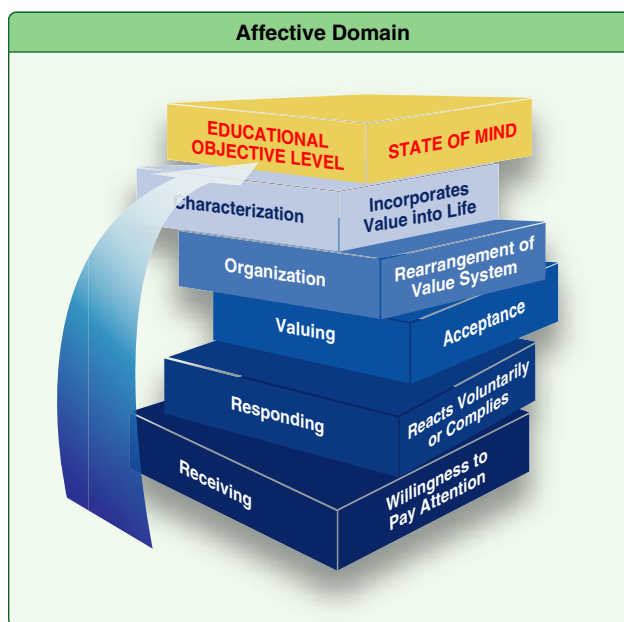 Affective Domain
EDUCATIONAL
OBJECTIVE LEVEL
STATE OF MIND
Characterization
Incorporates
Value into Life
Organization
Rearrangement of
Value System
Valuing
Acceptance
Responding
Reacts Voluntarily
or Complies
Receiving
Willingness to
Pay Attention